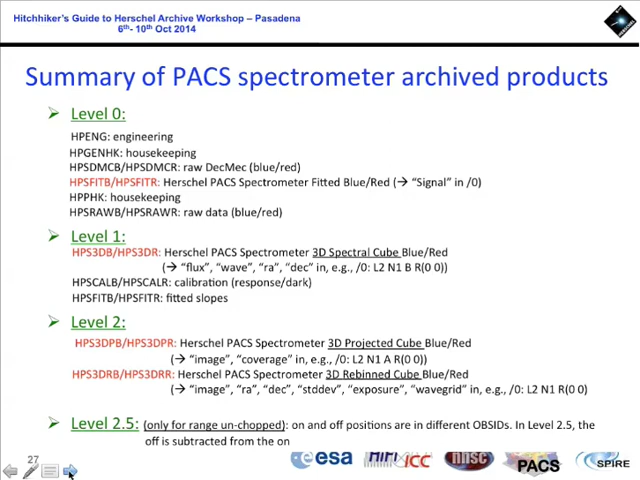 Hitchhiker's Guide to Herschel Archive Workshop – Pasadena
6th- 10th Oct 2014
Summary of PACS spectrometer archived products
➢ Level 0:
HPENG: engineering
HPGENHK: housekeeping
HPSDMCB/HPSDMCR: raw DecMec (blue/red)
HPSFITB/HPSFITR: Herschel PACS Spectrometer Fitted Blue/Red (→ "Signal" in /0)
HPPHK: housekeeping
HPSRAWB/HPSRAWR: raw data (blue/red)
➢ Level 1:
HPS3DB/HPS3DR: Herschel PACS Spectrometer 3D Spectral Cube Blue/Red
(→ "flux", "wave", "ra", "dec" in, e.g., /0: L2 N1 B R(0 0))
HPSCALB/HPSCALR: calibration (response/dark)
HPSFITB/HPSFITR: fitted slopes
➢ Level 2:
HPS3DPB/HPS3DPR: Herschel PACS Spectrometer 3D Projected Cube Blue/Red
(→ "image", "coverage" in, e.g., /0: L2 N1 A R(0 0))
HPS3DRB/HPS3DRR: Herschel PACS Spectrometer 3D Rebinned Cube Blue/Red
(→ "image", "ra", "dec", "stddev", "exposure", "wavegrid" in, e.g., /0: L2 N1 R(0 0)
➢ Level 2.5: (only for range un-chopped): on and off positions are in different OBSIDs. In Level 2.5, the
off is subtracted from the on
27
esa HIFI ICC nhsc PACS SPIRE